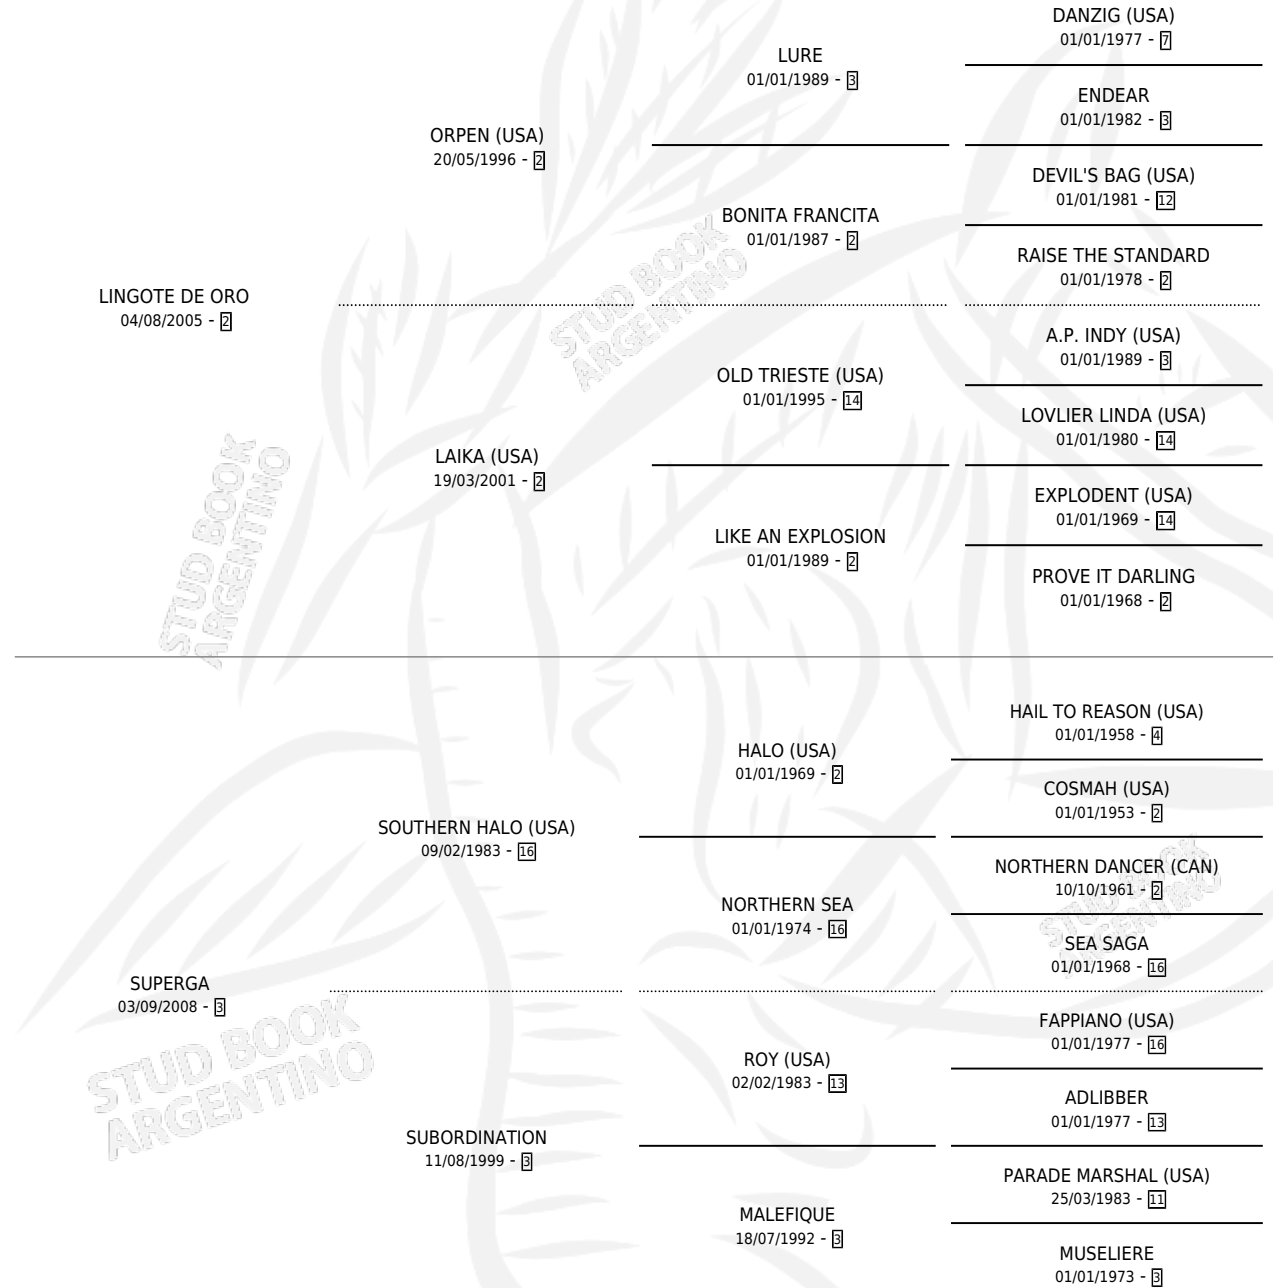 DANZIG (USA)
01/01/1977 - 7
LURE
01/01/1989 - 3
ENDEAR
01/01/1982 - 3
ORPEN (USA)
20/05/1996 - 2
DEVIL'S BAG (USA)
01/01/1981 - 12
BONITA FRANCITA
01/01/1987 - 2
RAISE THE STANDARD
01/01/1978 - 2
LINGOTE DE ORO
04/08/2005 - 2
STUD BOOK
ARGENTINO
A.P. INDY (USA)
01/01/1989 - 3
OLD TRIESTE (USA)
01/01/1995 - 14
LOVLIER LINDA (USA)
01/01/1980 - 14
LAIKA (USA)
19/03/2001 - 2
EXPLODENT (USA)
01/01/1969 - 14
LIKE AN EXPLOSION
01/01/1989 - 2
PROVE IT DARLING
01/01/1968 - 2
STUD BOOK
ARGENTINO
HAIL TO REASON (USA)
01/01/1958 - 4
HALO (USA)
01/01/1969 - 2
COSMAH (USA)
01/01/1953 - 2
SOUTHERN HALO (USA)
09/02/1983 - 16
NORTHERN DANCER (CAN)
10/10/1961 - 2
NORTHERN SEA
01/01/1974 - 16
STUD BOOK
ARGENTINO
SEA SAGA
01/01/1968 - 16
SUPERGA
03/09/2008 - 3
STUD BOOK
ARGENTINO
FAPPIANO (USA)
01/01/1977 - 16
ROY (USA)
02/02/1983 - 13
ADLIBBER
01/01/1977 - 13
SUBORDINATION
11/08/1999 - 3
PARADE MARSHAL (USA)
25/03/1983 - 11
MALEFIQUE
18/07/1992 - 3
MUSELIERE
01/01/1973 - 3